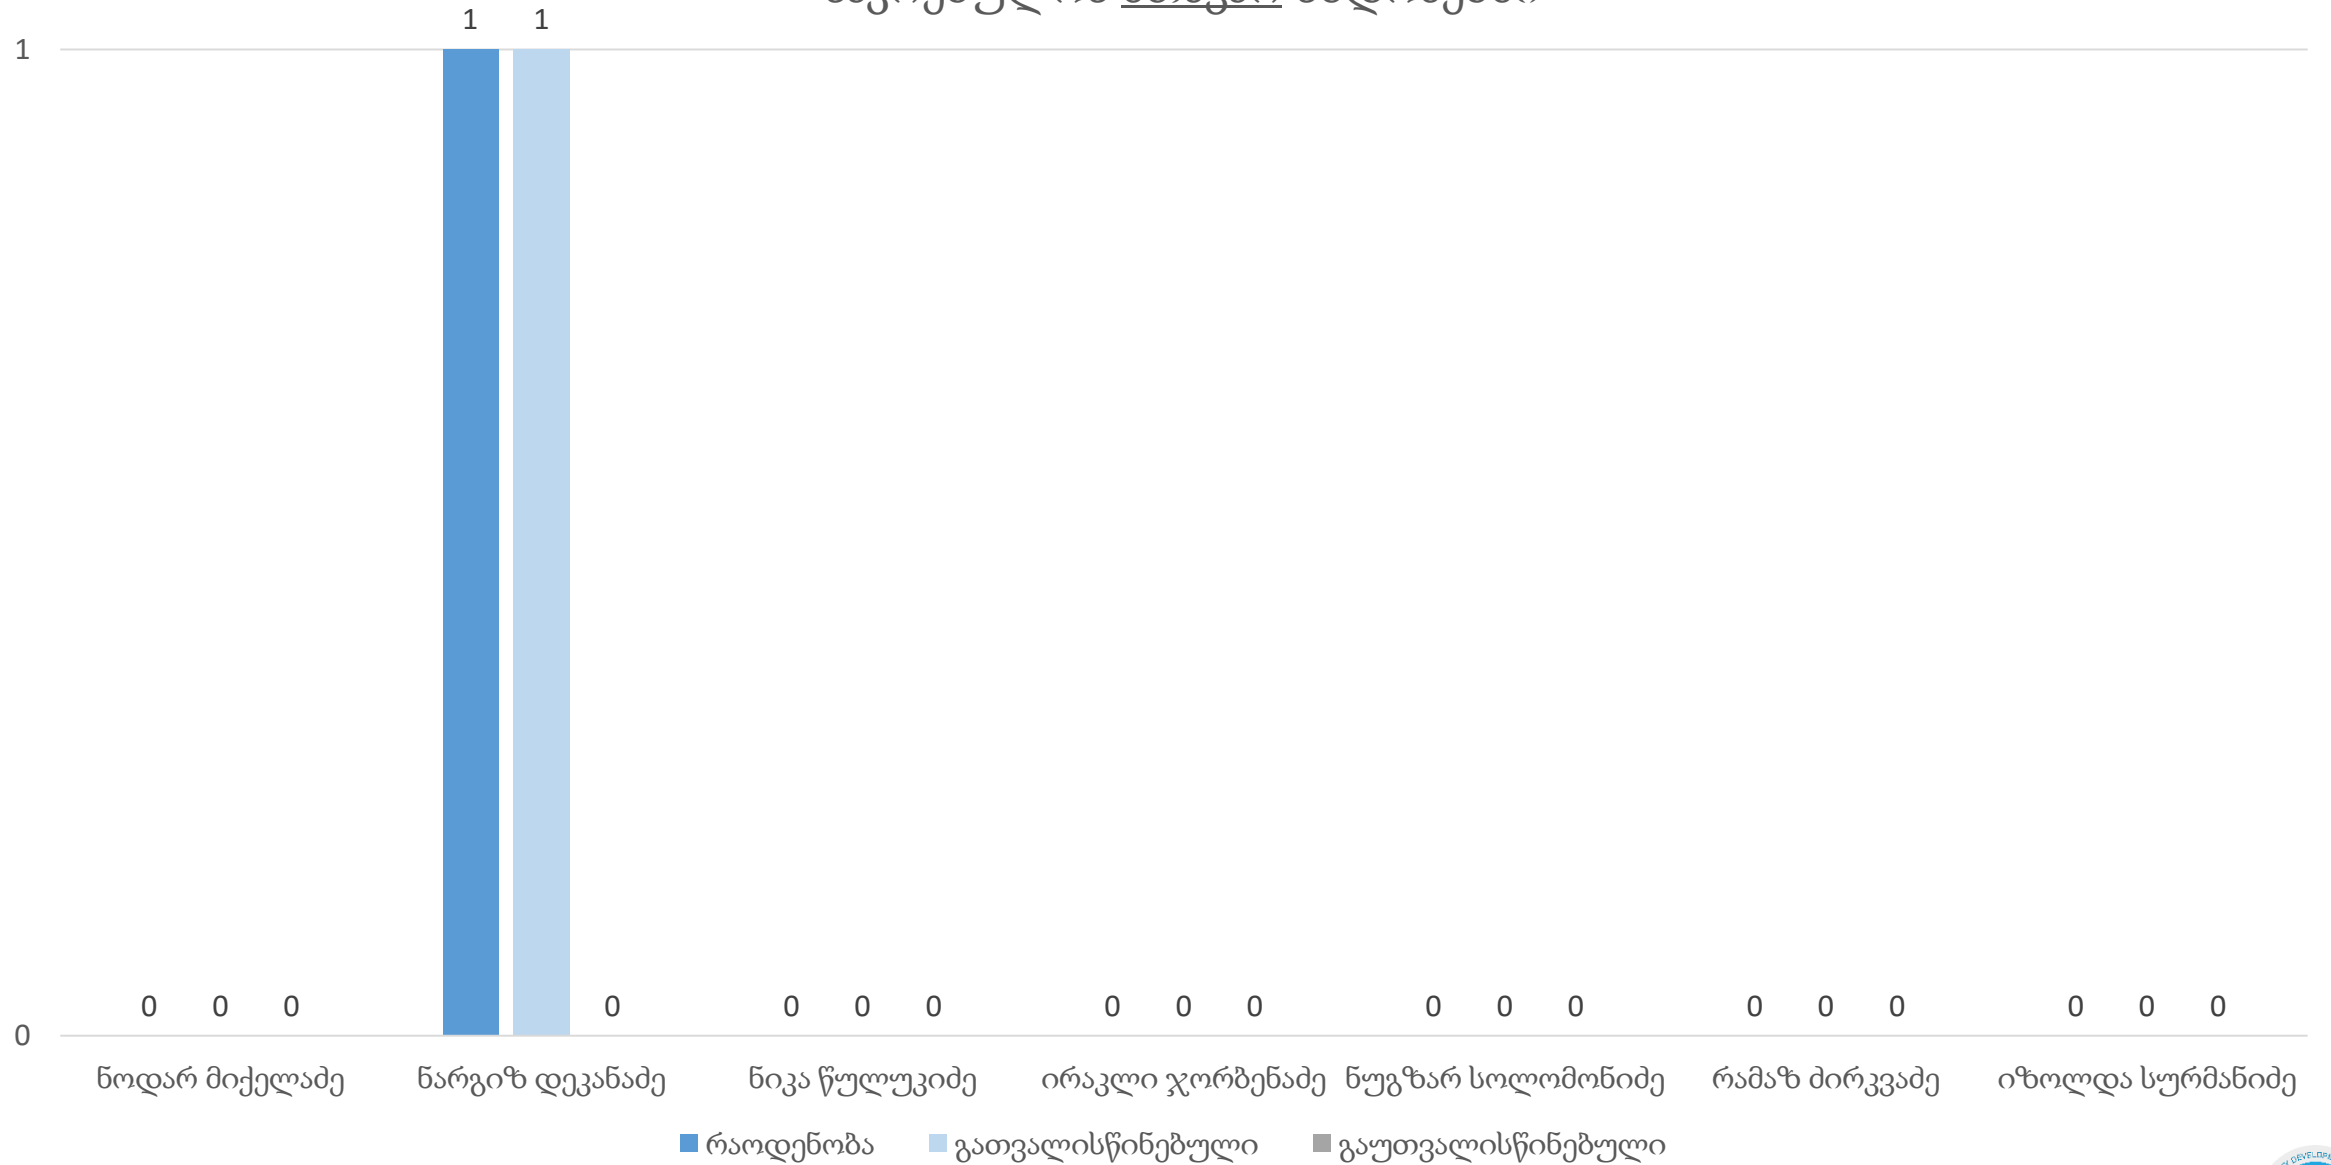 1 1
1
0 0 0 0 0 0 0 0 0 0 0 0 0 0 0 0 0 0 0
0
ნოდარ მიქელაძე ნარგიზ დეკანაძე ნიკა წულუკიძე ირაკლი ჯორბენაძე ნუგზარ სოლომონიძე რამაზ ძირკვაძე იზოლდა სურმანიძე
რაოდენობა გათვალისწინებული გაუთვალისწინებული